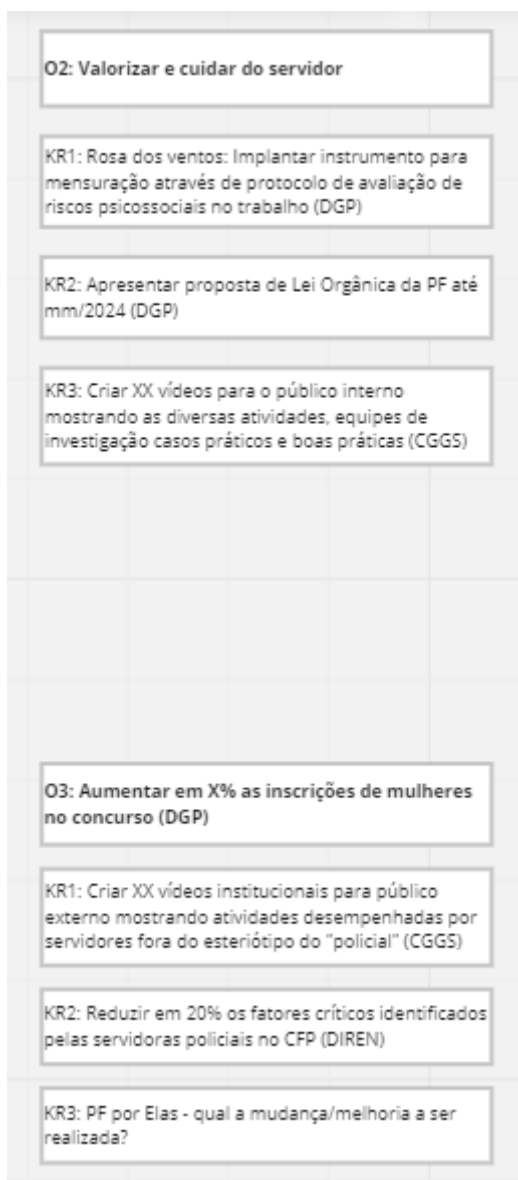 O2: Valorizar e cuidar do servidor
KR1: Rosa dos ventos: Implantar instrumento para
mensuração através de protocolo de avaliação de
riscos psicossociais no trabalho (DGP)
KR2: Apresentar proposta de Lei Orgânica da PF até
mm/2024 (DGP)
KR3: Criar XX vídeos para o público interno
mostrando as diversas atividades, equipes de
investigação casos práticos e boas práticas (CGGS)
O3: Aumentar em X% as inscrições de mulheres
no concurso (DGP)
KR1: Criar XX vídeos institucionais para público
externo mostrando atividades desempenhadas por
servidores fora do esteriótipo do "policial" (CGGS)
KR2: Reduzir em 20% os fatores críticos identificados
pelas servidoras policiais no CFP (DIREN)
KR3: PF por Elas - qual a mudança/melhoria a ser
realizada?